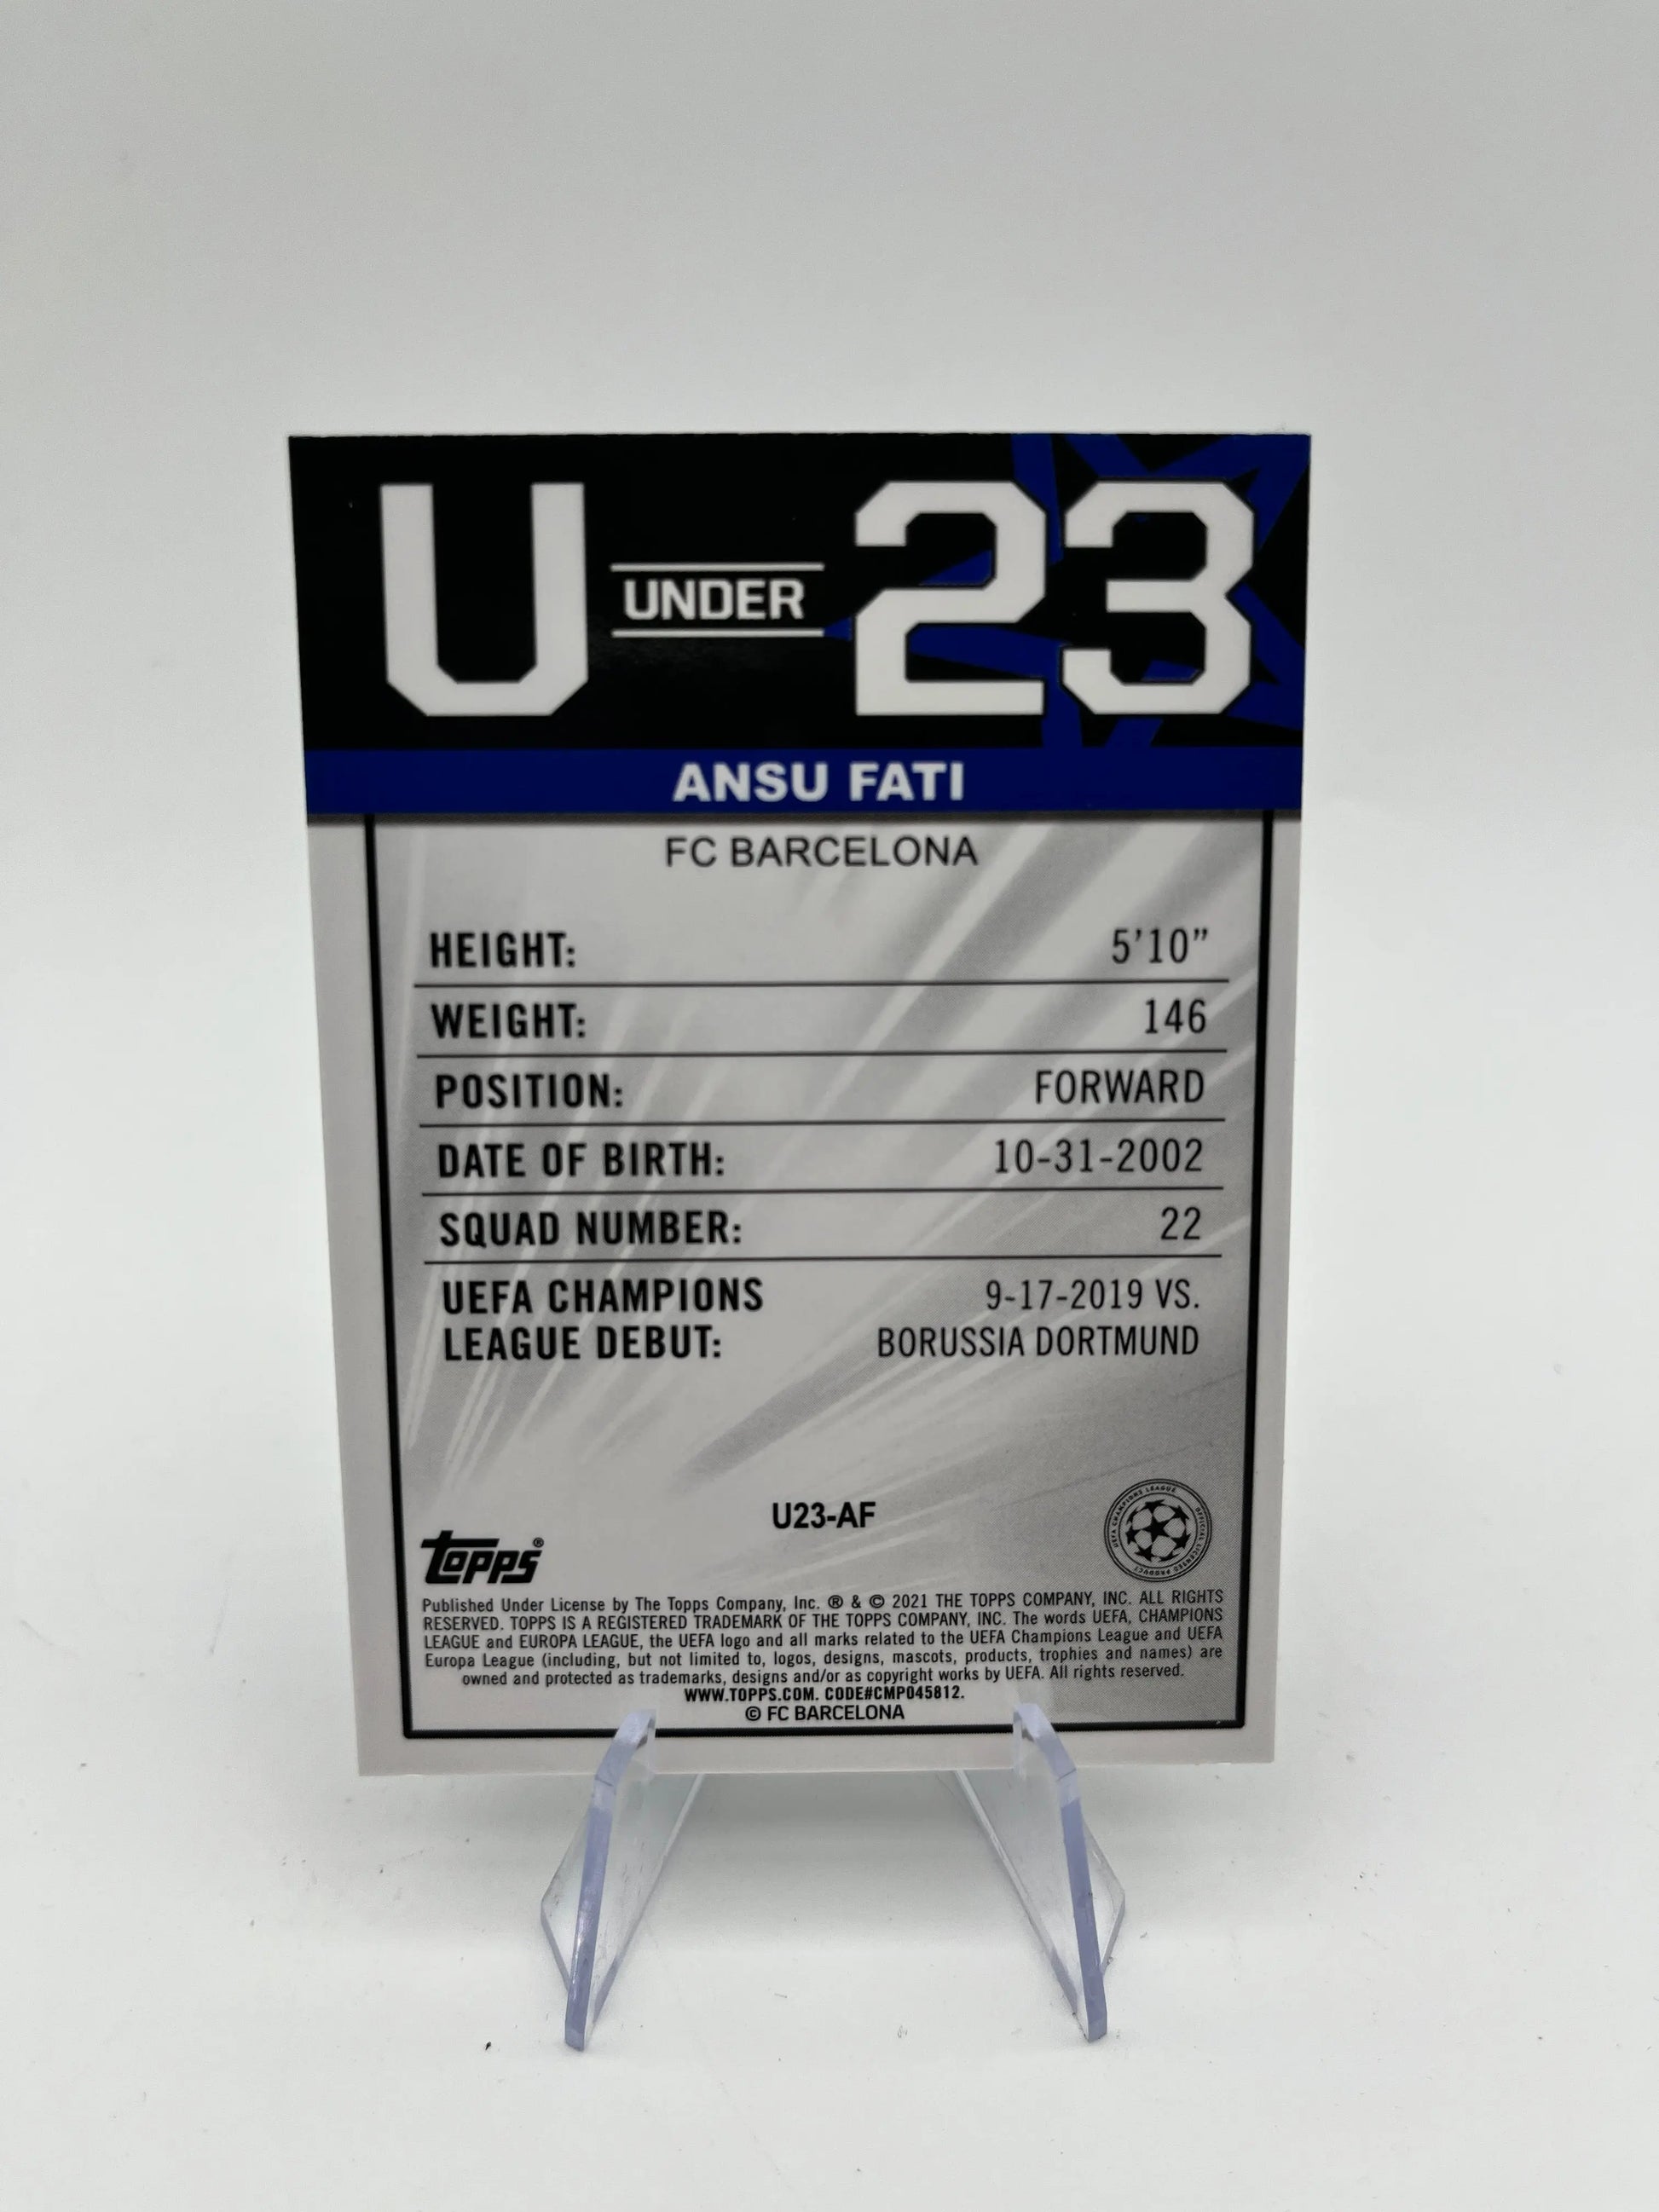 U UNDER 23
ANSU FATI
FC BARCELONA
HEIGHT: 5'10"
WEIGHT: 146
POSITION: FORWARD
DATE OF BIRTH: 10-31-2002
SQUAD NUMBER: 22
UEFA CHAMPIONS LEAGUE DEBUT: 9-17-2019 VS. BORUSSIA DORTMUND
U23-AF
topps®
UEFA CHAMPIONS LEAGUE OFFICIAL LICENSED PRODUCT
Published Under License by The Topps Company, Inc. ® & © 2021 THE TOPPS COMPANY, INC. ALL RIGHTS
RESERVED. TOPPS IS A REGISTERED TRADEMARK OF THE TOPPS COMPANY, INC. The words UEFA, CHAMPIONS
LEAGUE and EUROPA LEAGUE, the UEFA logo and all marks related to the UEFA Champions League and UEFA
Europa League (including, but not limited to, logos, designs, mascots, products, trophies and names) are
owned and protected as trademarks, designs and/or as copyright works by UEFA. All rights reserved.
WWW.TOPPS.COM. CODE#CMP045812.
© FC BARCELONA